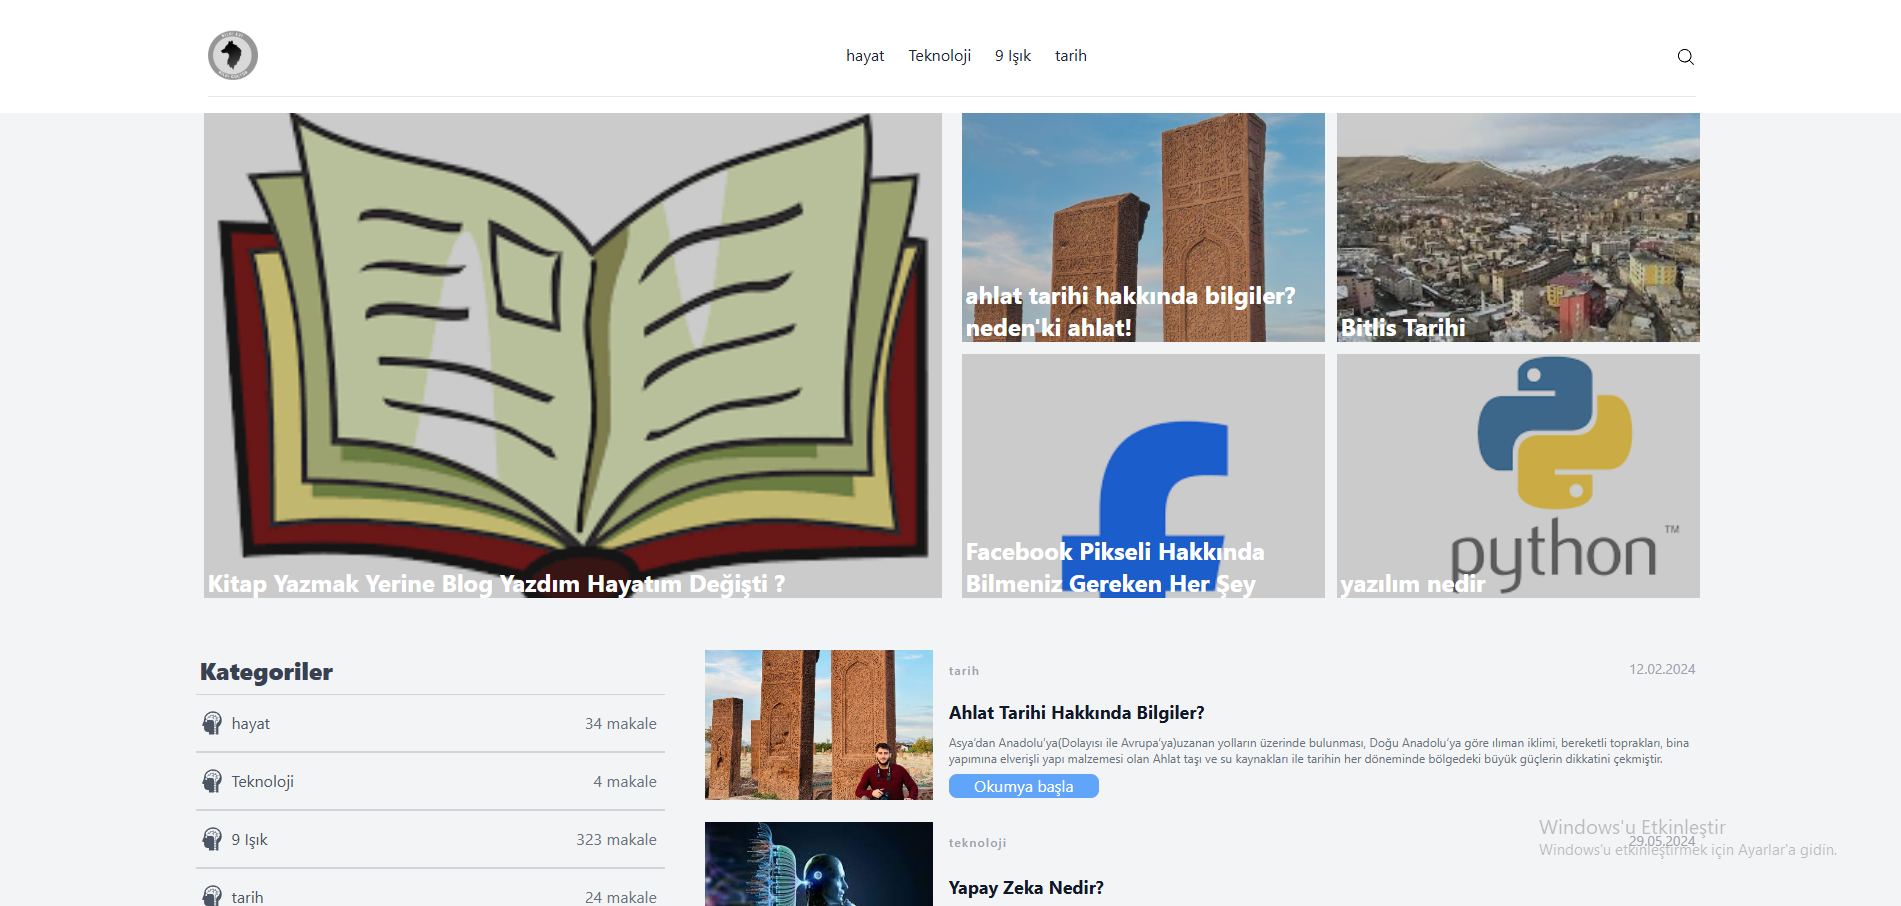 hayat Teknoloji 9 Işık tarih
Kitap Yazmak Yerine Blog Yazdım Hayatım Değişti ?
ahlat tarihi hakkında bilgiler?
neden'ki ahlat!
Bitlis Tarihi
Facebook Pikseli Hakkında
Bilmeniz Gereken Her Şey
python ™
yazılım nedir
Kategoriler
hayat 34 makale
Teknoloji 4 makale
9 Işık 323 makale
tarih 24 makale
tarih 12.02.2024
Ahlat Tarihi Hakkında Bilgiler?
Asya’dan Anadolu’ya(Dolayısı ile Avrupa’ya)uzanan yolların üzerinde bulunması, Doğu Anadolu’ya göre ılıman iklimi, bereketli toprakları, bina
yapımına elverişli yapı malzemesi olan Ahlat taşı ve su kaynakları ile tarihin her döneminde bölgedeki büyük güçlerin dikkatini çekmiştir.
Okumya başla
teknoloji 29.05.2024
Yapay Zeka Nedir?
Windows'u Etkinleştir
Windows'u etkinleştirmek için Ayarlar'a gidin.